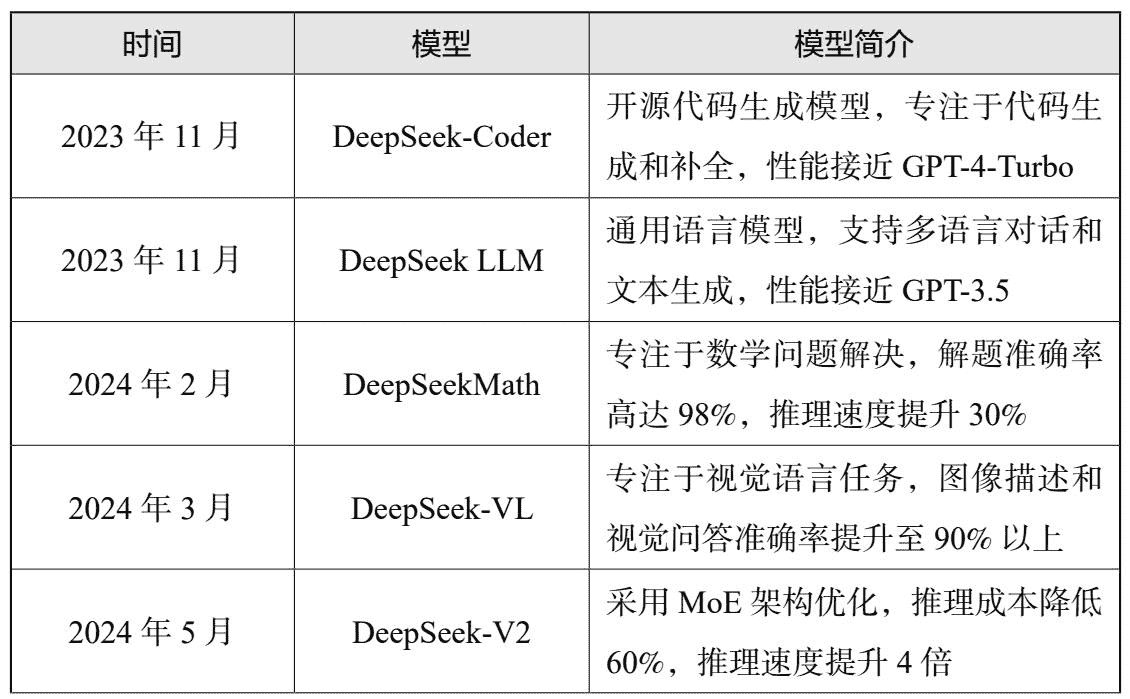 时间 模型 模型简介
2023 年 11 月 DeepSeek-Coder 开源代码生成模型，专注于代码生
成和补全，性能接近 GPT-4-Turbo
2023 年 11 月 DeepSeek LLM 通用语言模型，支持多语言对话和
文本生成，性能接近 GPT-3.5
2024 年 2 月 DeepSeekMath 专注于数学问题解决，解题准确率
高达 98%，推理速度提升 30%
2024 年 3 月 DeepSeek-VL 专注于视觉语言任务，图像描述和
视觉问答准确率提升至 90% 以上
2024 年 5 月 DeepSeek-V2 采用 MoE 架构优化，推理成本降低
60%，推理速度提升 4 倍